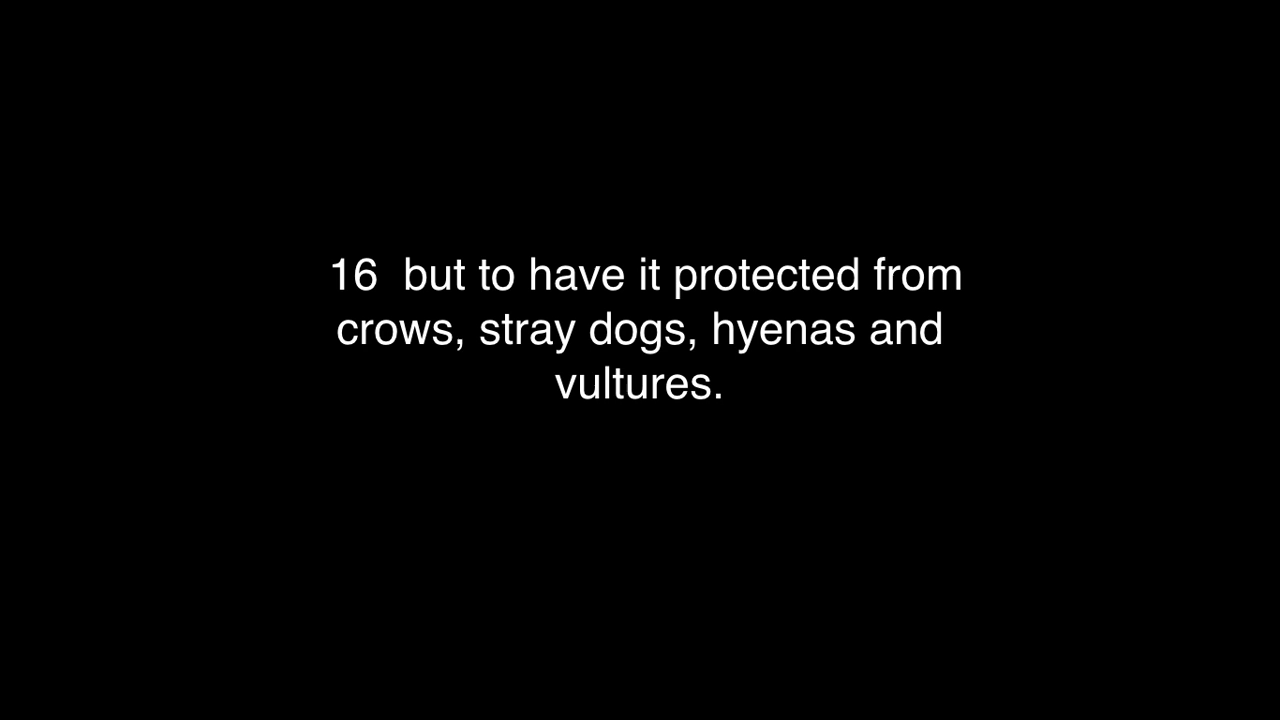 16  but to have it protected from
crows, stray dogs, hyenas and
vultures.